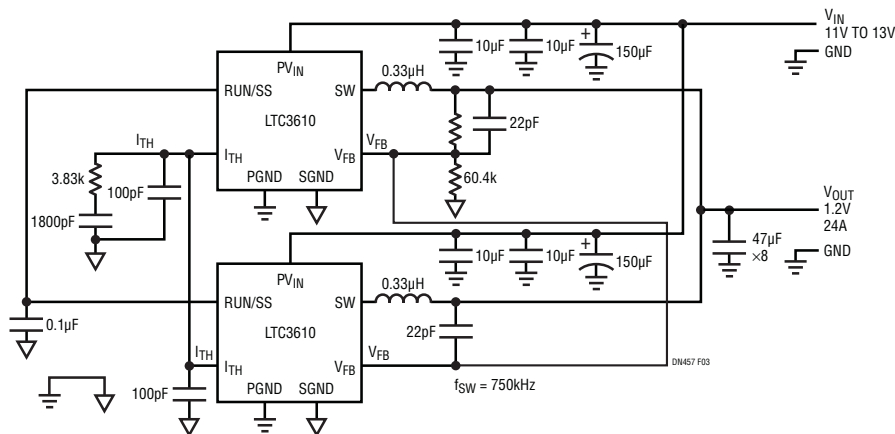 V_IN
11V TO 13V
GND
10µF
10µF
+
150µF
PV_IN
0.33µH
RUN/SS
SW
LTC3610
22pF
I_TH
V_FB
I_TH
V_FB
3.83k
100pF
PGND
SGND
60.4k
1800pF
V_OUT
1.2V
24A
10µF
10µF
+
150µF
47µF
×8
GND
PV_IN
0.33µH
RUN/SS
SW
LTC3610
0.1µF
22pF
I_TH
V_FB
I_TH
V_FB
DN457 F03
100pF
PGND
SGND
f_SW = 750kHz